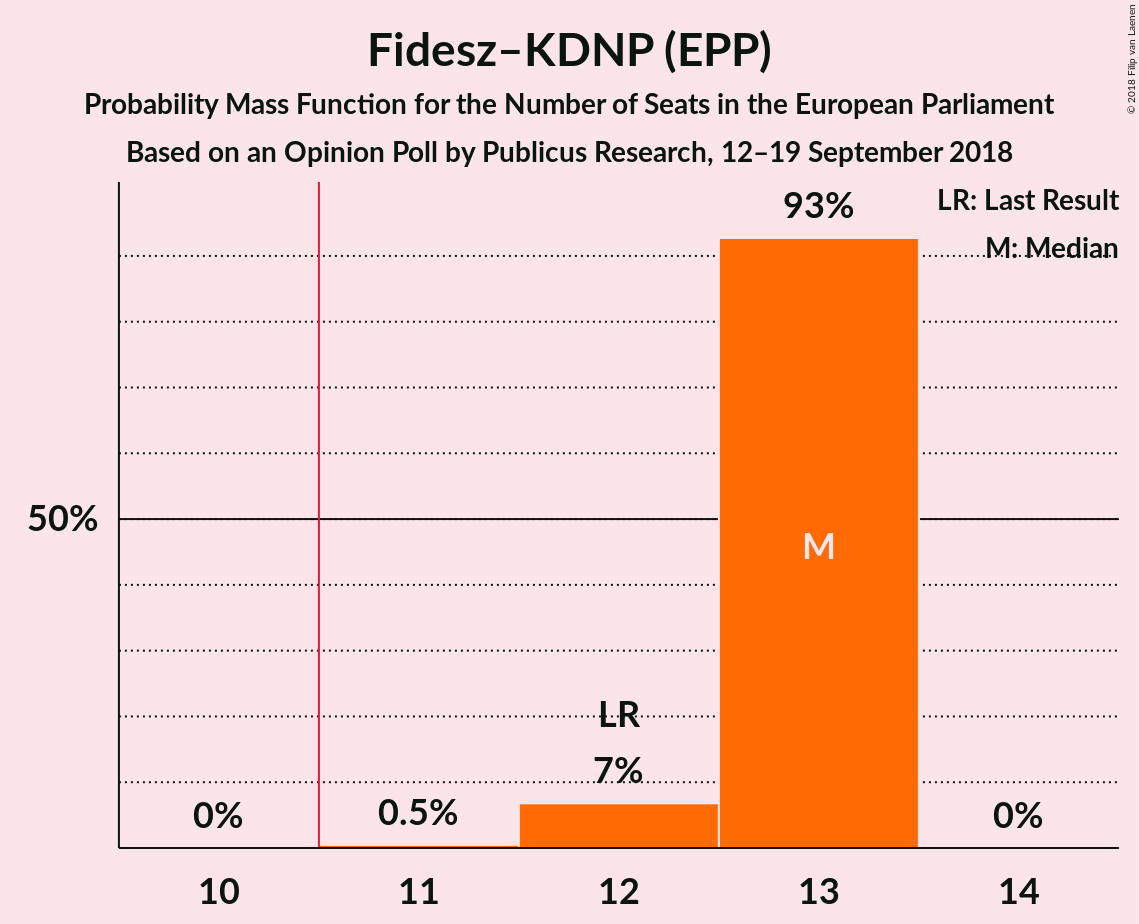 Fidesz–KDNP (EPP)
Probability Mass Function for the Number of Seats in the European Parliament
Based on an Opinion Poll by Publicus Research, 12–19 September 2018
© 2018 Filip van Laenen
LR: Last Result
M: Median
93%
50%
M
LR
7%
0%
0.5%
0%
10
11
12
13
14